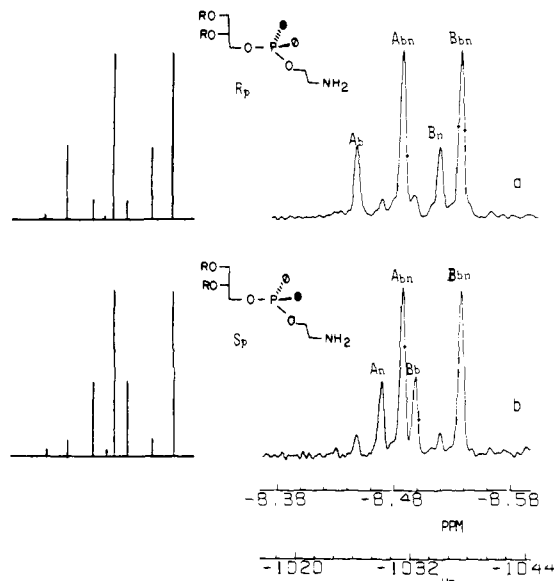 RO
RO
O
P
Ø
O
NH2
Rp
Ab
Abn
Bn
Bbn
a
RO
RO
O
P
Ø
O
NH2
Sp
An
Abn
Bb
Bbn
b
-8.38 -8.48 -8.58
PPM
-1020 -1032 -1044